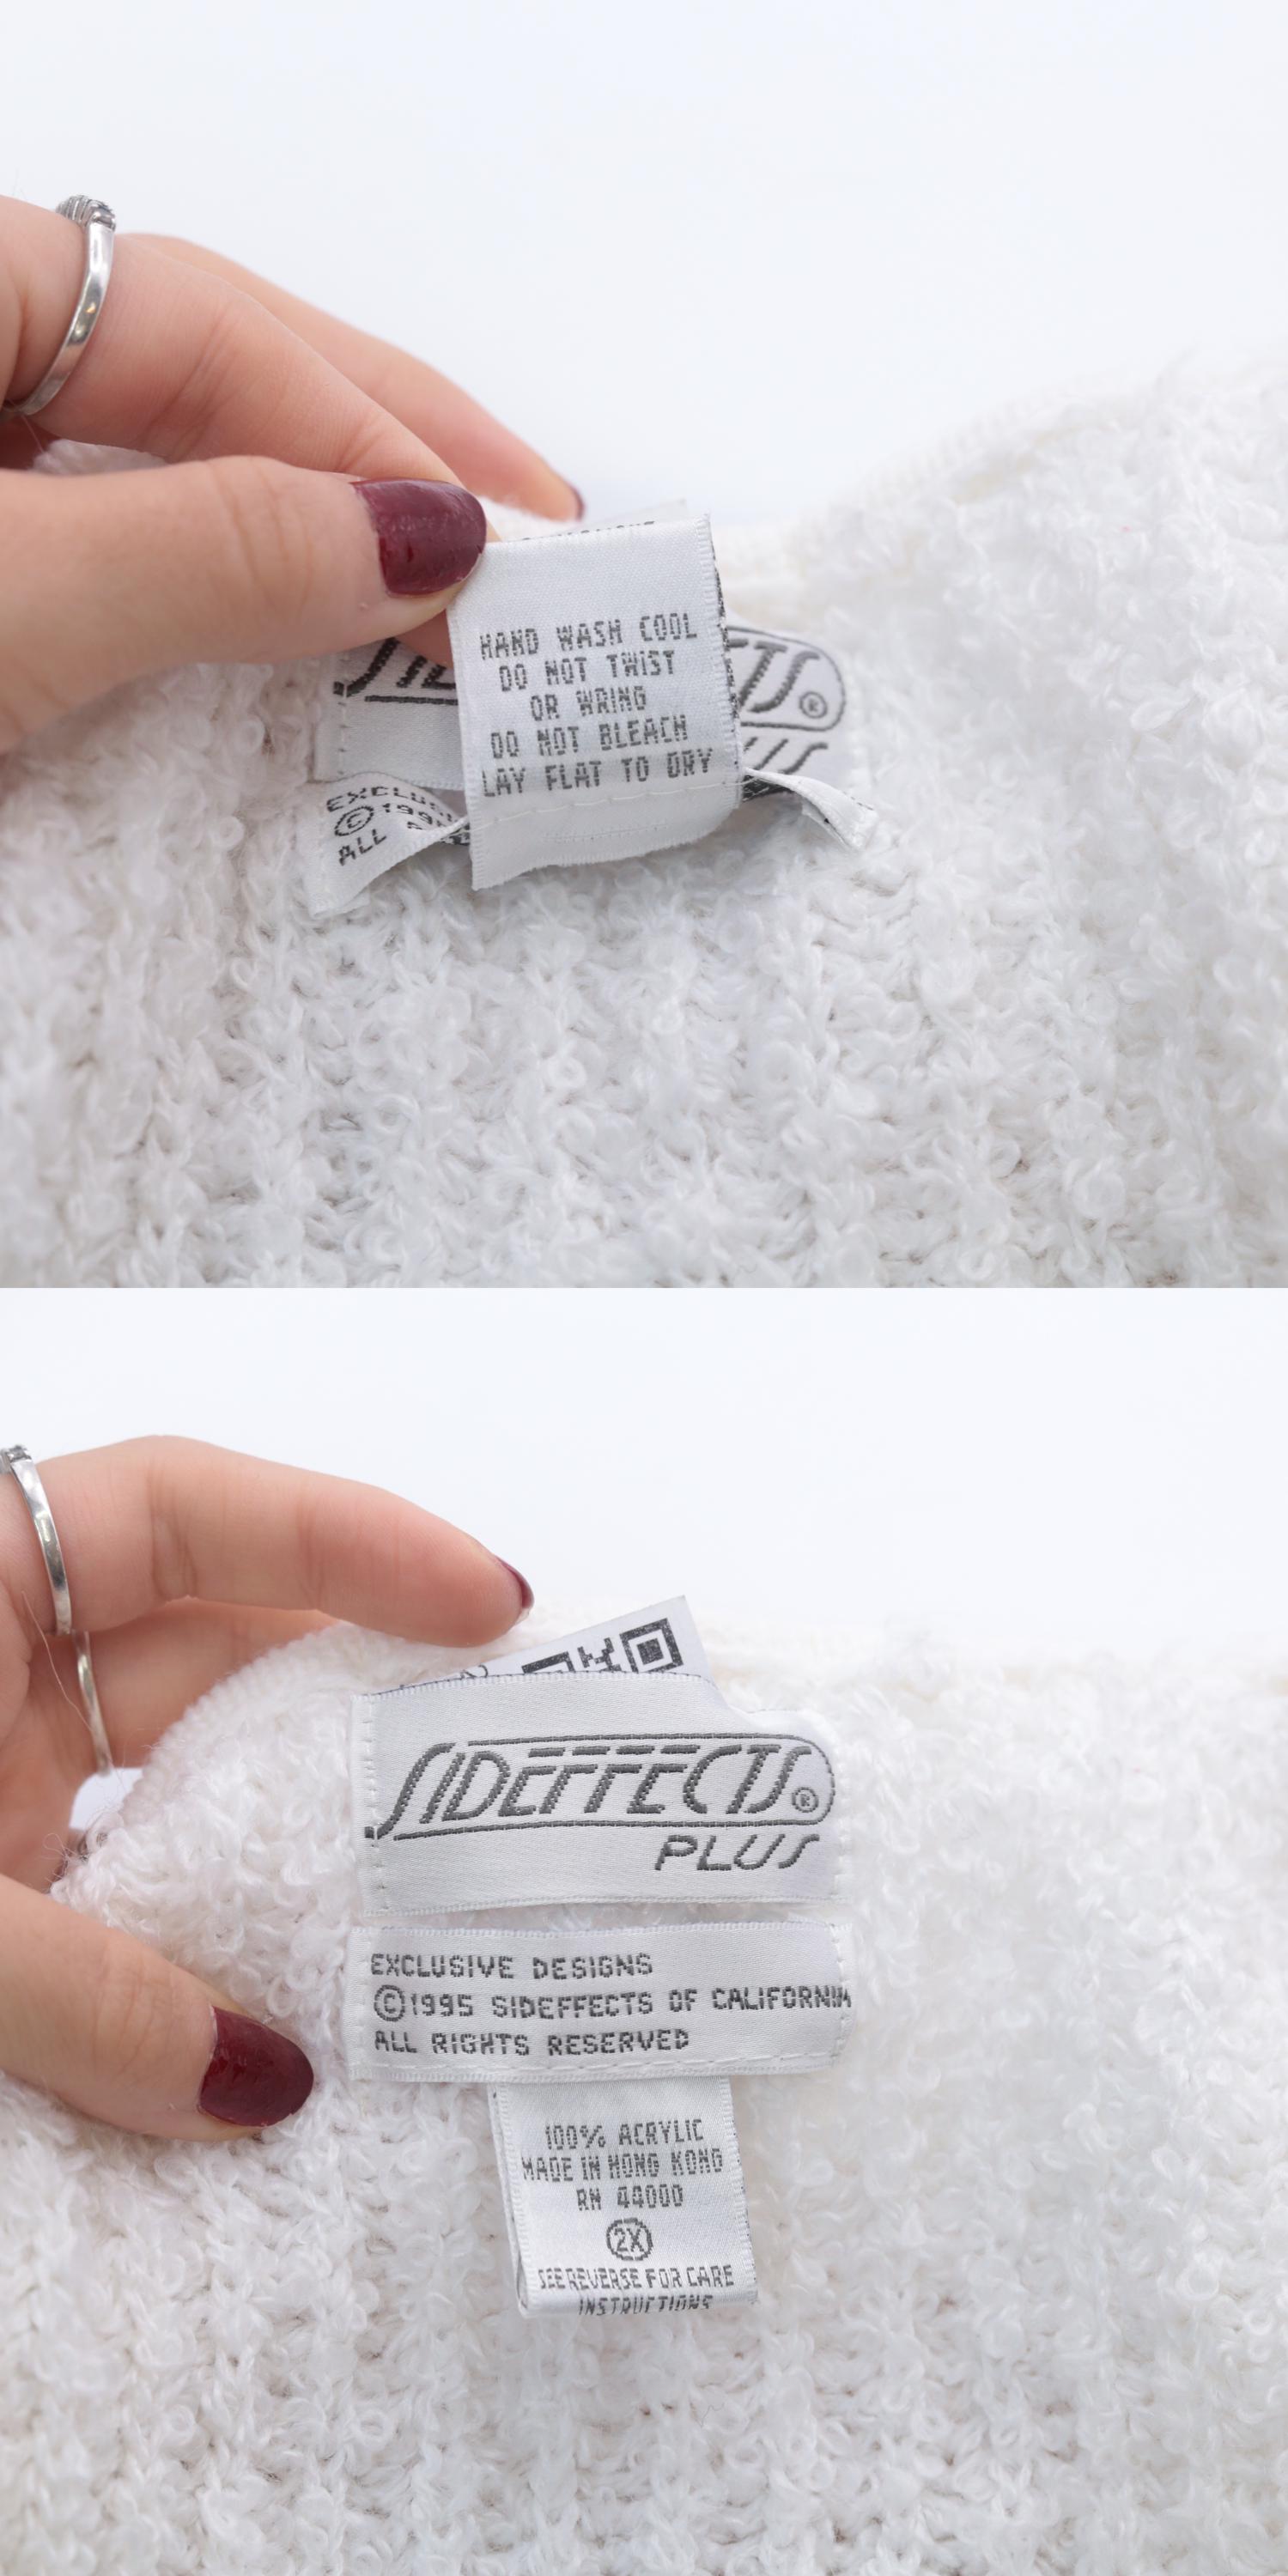 HAND WASH COOL
DO NOT TWIST
OR WRING
DO NOT BLEACH
LAY FLAT TO DRY
®
ALL
SIDEFFECTS®
PLUS
EXCLUSIVE DESIGNS
©1995 SIDEFFECTS OF CALIFORNIA
ALL RIGHTS RESERVED
100% ACRYLIC
MADE IN HONG KONG
RN 44000
2X
SEE REVERSE FOR CARE
INSTRUCTIONS